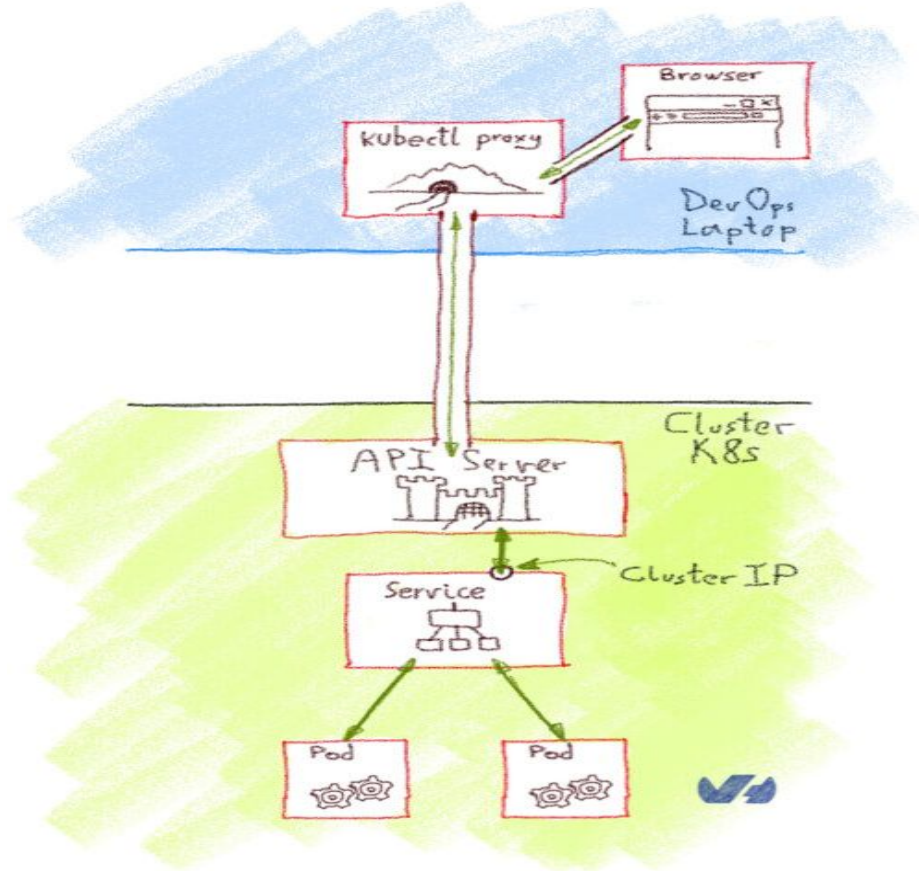 Browser
kubectl proxy
DevOps
Laptop
Cluster
K8s
API Server
Cluster IP
Service
Pod
Pod